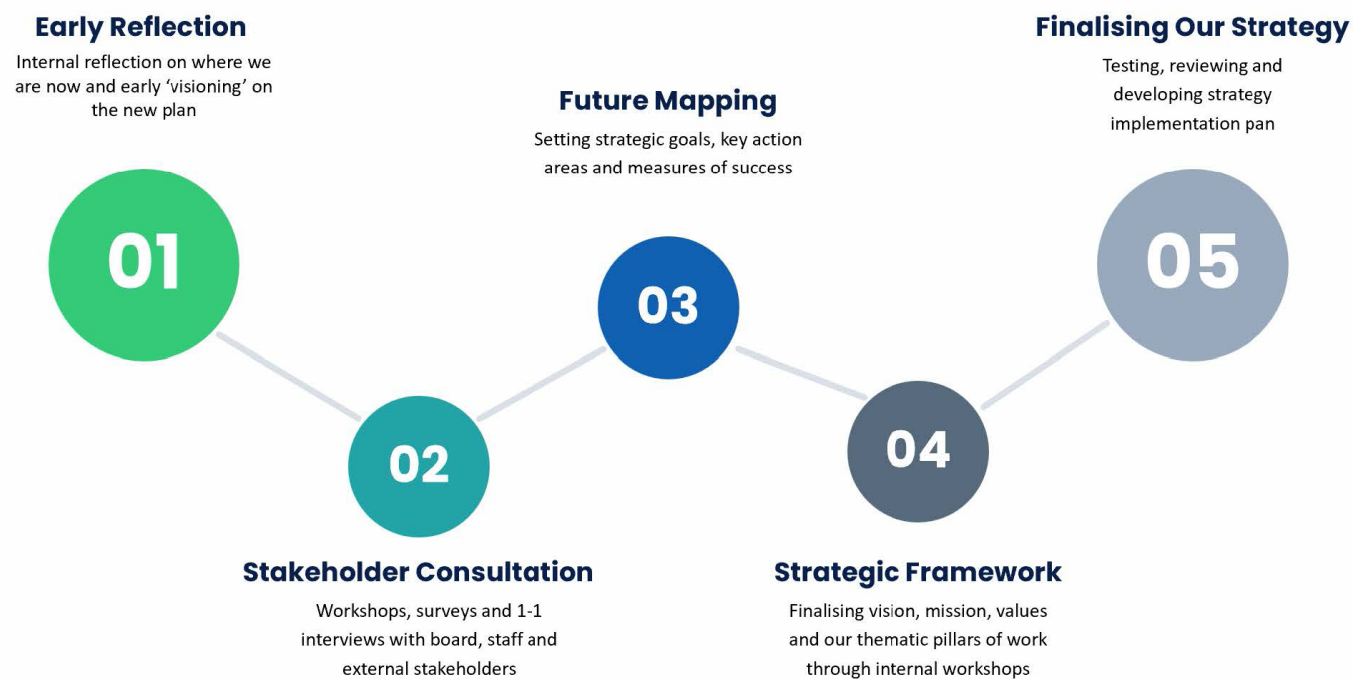 Early Reflection
Internal reflection on where we
are now and early ‘visioning’ on
the new plan
01
Stakeholder Consultation
Workshops, surveys and 1-1
interviews with board, staff and
external stakeholders
02
Future Mapping
Setting strategic goals, key action
areas and measures of success
03
Strategic Framework
Finalising vision, mission, values
and our thematic pillars of work
through internal workshops
04
Finalising Our Strategy
Testing, reviewing and
developing strategy
implementation pan
05